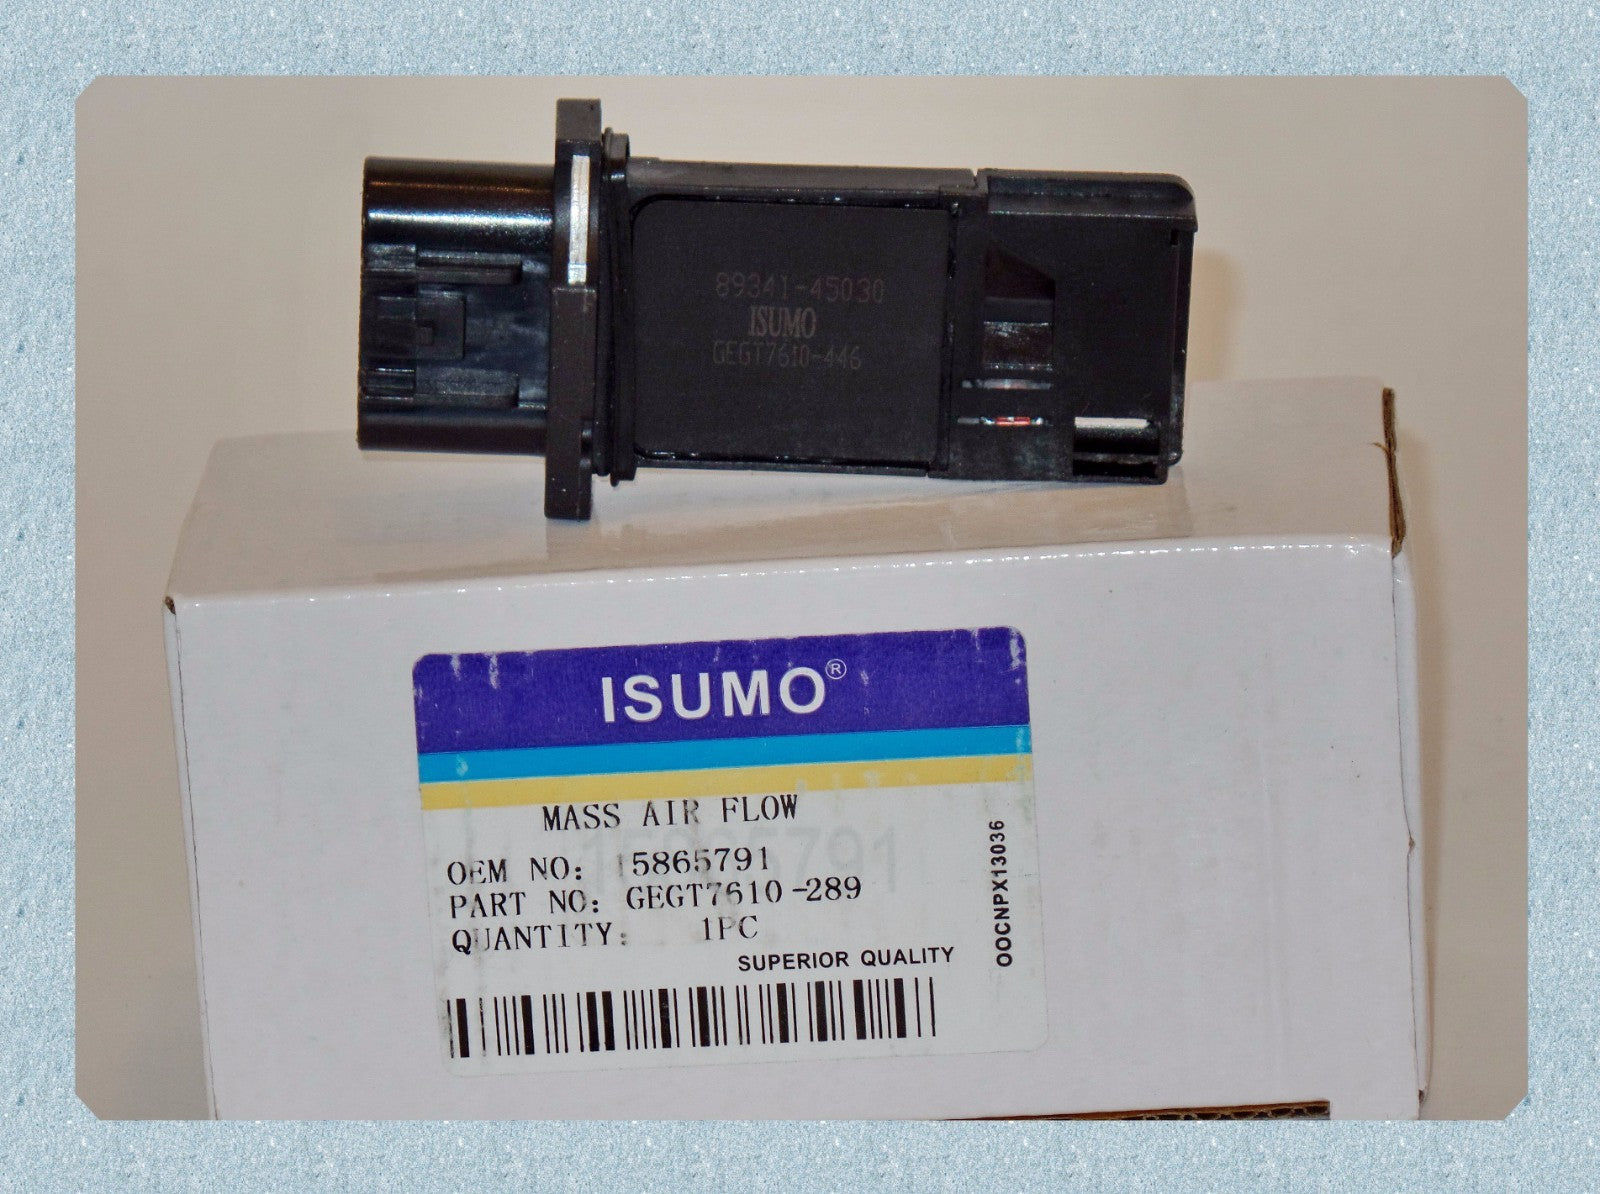 89341-45030
ISUMO
GEGT7610-446
ISUMO®
MASS AIR FLOW
OEM NO: 15865791
PART NO: GEGT7610-289
QUANTITY: 1PC
SUPERIOR QUALITY
OOCNPX13036